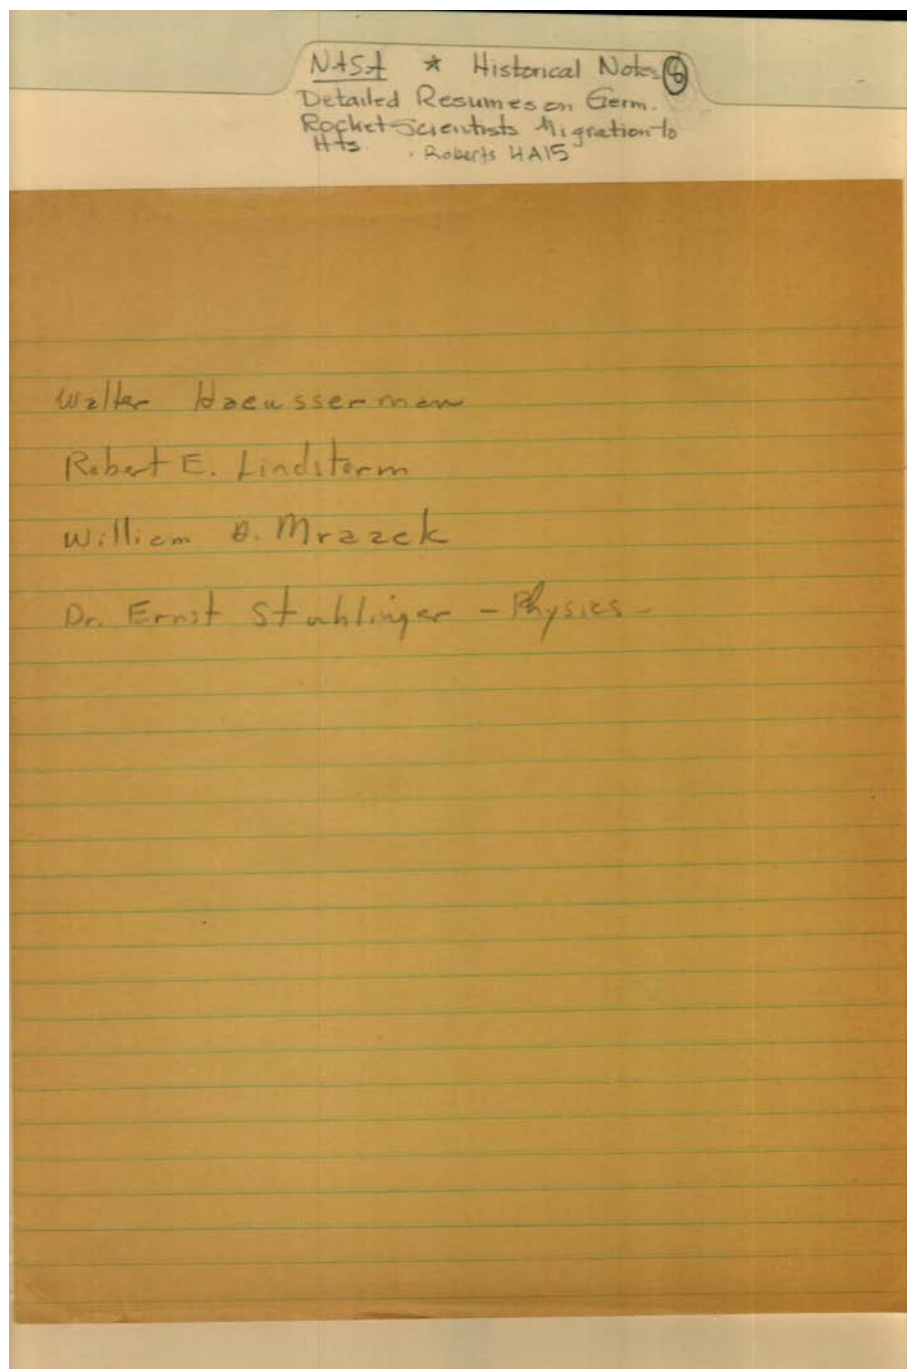 NASA * Historical Notes 6
Detailed Resumes on Germ.
Rocket Scientists Migration to
Hts. Roberts HA15
Walter Haeusserman
Robert E. Lindstorm
William A. Mrazek
Dr. Ernst Stuhlinger - Physics -